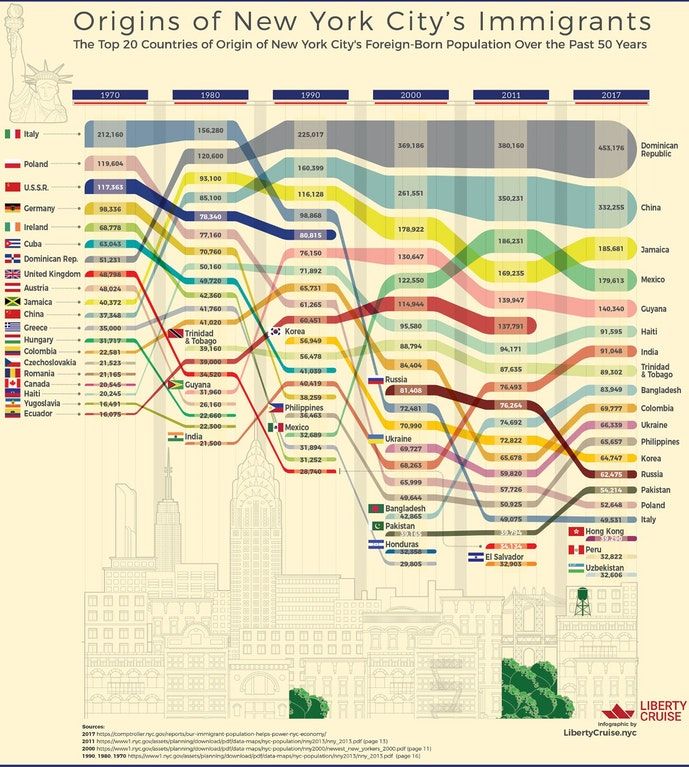 Origins of New York City's Immigrants
The Top 20 Countries of Origin of New York City's Foreign-Born Population Over the Past 50 Years
1970
1980
1990
2000
2011
2017
Italy
Poland
U.S.S.R.
Germany
Ireland
Cuba
Dominican Rep.
United Kingdom
Austria
Jamaica
China
Greece
Hungary
Colombia
Czechoslovakia
Romania
Canada
Haiti
Yugoslavia
Ecuador
212,160
119,604
117,363
98,336
68,778
63,043
51,231
48,798
48,024
40,372
37,348
35,000
31,717
22,581
21,523
21,165
20,545
20,245
16,491
16,075
156,280
120,600
93,100
85,100
78,340
77,160
70,760
50,160
49,720
42,360
41,760
41,020
Trinidad
& Tobago
39,160
39,000
34,520
Guyana
31,960
26,160
22,660
22,300
India
21,500
225,017
160,399
116,128
98,868
80,815
76,150
71,892
65,731
61,265
60,451
Korea
56,949
56,478
41,039
40,419
38,259
Philippines
36,463
Mexico
32,689
31,894
31,252
28,740
369,186
261,551
178,922
130,647
122,550
114,944
95,580
88,794
84,404
Russia
81,408
72,481
70,990
Ukraine
69,727
68,263
65,999
49,644
Bangladesh
42,865
Pakistan
39,165
Honduras
32,358
29,805
380,160
350,231
186,231
169,235
139,947
137,791
94,171
87,635
76,493
76,264
74,692
72,822
65,678
59,820
57,726
50,925
49,075
39,794
34,134
El Salvador
32,903
453,176
332,255
185,681
179,613
140,340
91,595
91,048
89,302
83,949
69,777
66,339
65,657
64,747
62,475
54,214
52,648
49,531
Hong Kong
Peru
32,822
Uzbekistan
32,606
Dominican
Republic
China
Jamaica
Mexico
Guyana
Haiti
India
Trinidad
& Tobago
Bangladesh
Colombia
Ukraine
Philippines
Korea
Russia
Pakistan
Poland
Italy
Sources:
2017 https://comptroller.nyc.gov/reports/our-immigrant-population-helps-power-nyc-economy/
2011 https://www1.nyc.gov/assets/planning/download/pdf/data-maps/nyc-population/nny2013/nny_2013.pdf (page 13)
2000 https://www1.nyc.gov/assets/planning/download/pdf/data-maps/nyc-population/nny2000/newest_new_yorkers_2000.pdf (page 11)
1990, 1980, 1970 https://www1.nyc.gov/assets/planning/download/pdf/data-maps/nyc-population/nny2013/nny_2013.pdf (page 16)
LIBERTY
CRUISE
Infographic by
LibertyCruise.nyc